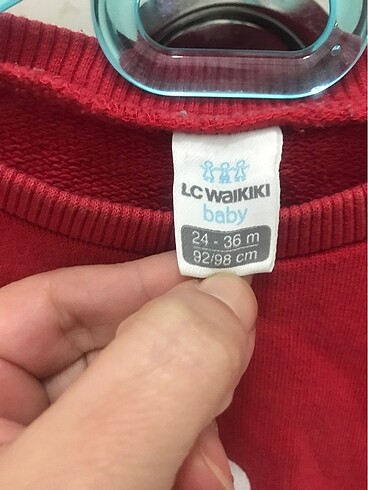 LC WAIKIKI
baby
24 - 36 m
92/98 cm